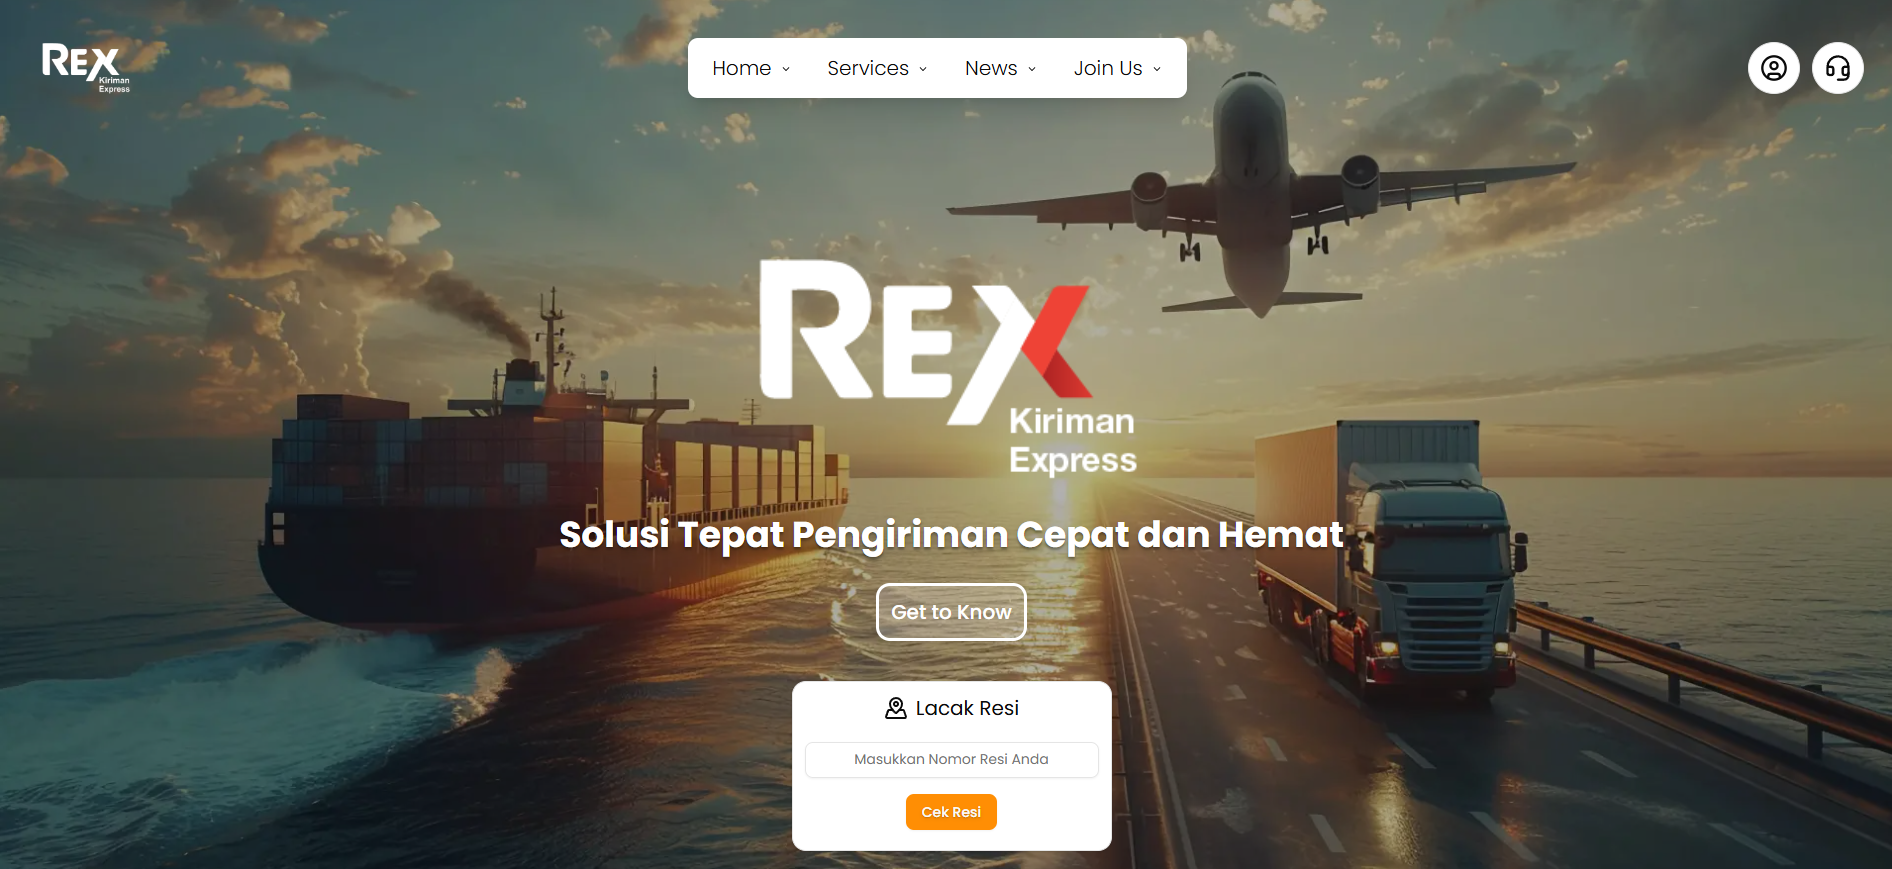 REX
Kiriman
Express
Home
Services
News
Join Us
REX
Kiriman
Express
Solusi Tepat Pengiriman Cepat dan Hemat
Get to Know
Lacak Resi
Masukkan Nomor Resi Anda
Cek Resi